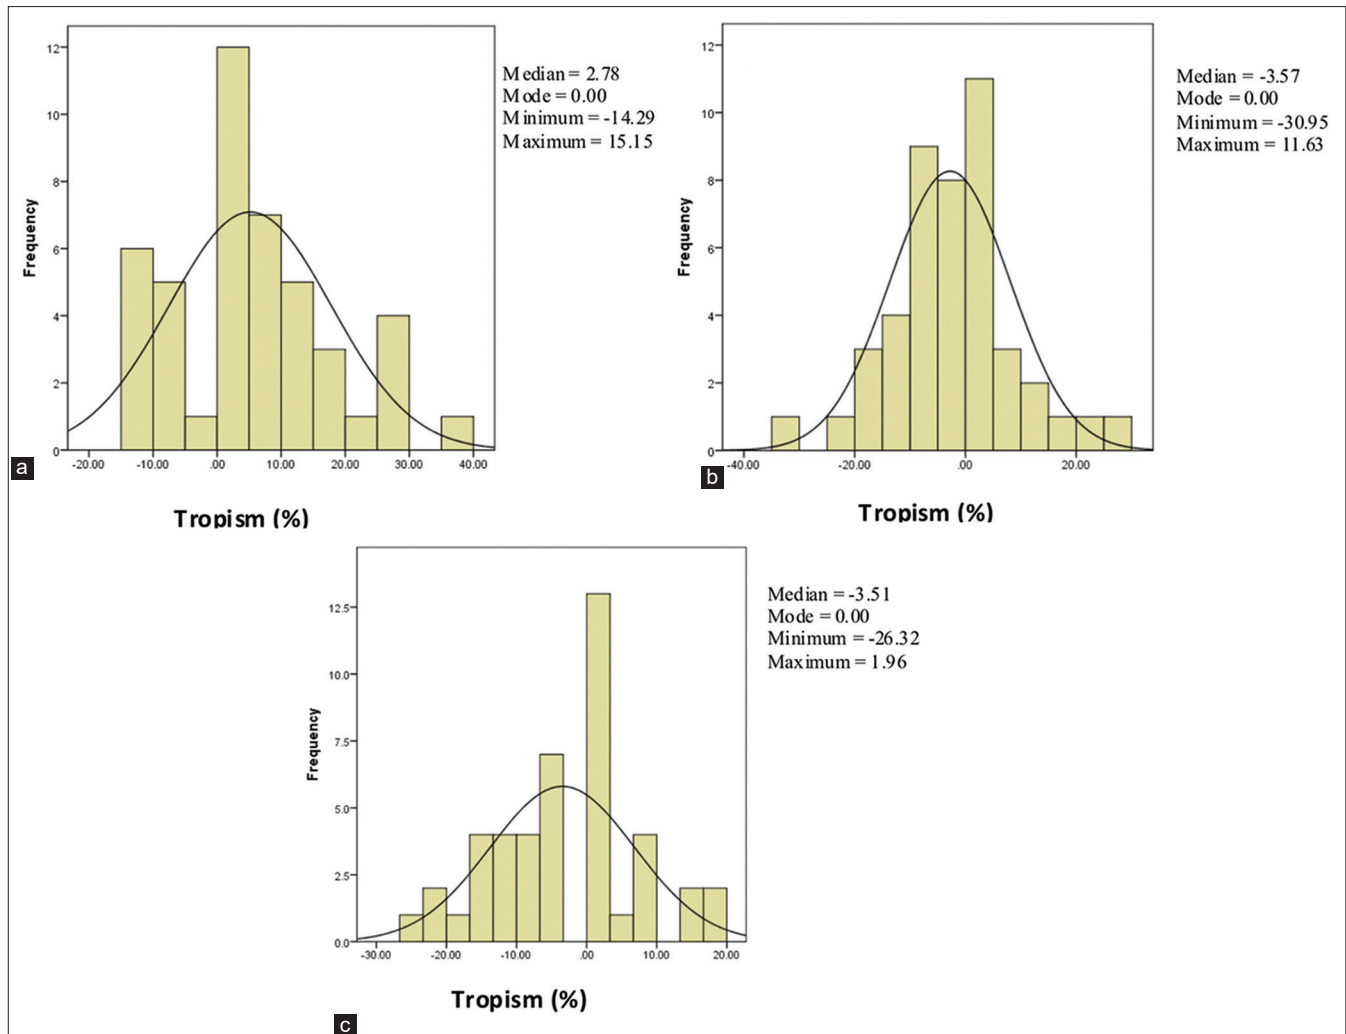 12
10
8
6
4
2
0
Frequency
-20.00 -10.00 .00 10.00 20.00 30.00 40.00
Tropism (%)
Median = 2.78
Mode = 0.00
Minimum = -14.29
Maximum = 15.15
a
12
10
8
6
4
2
0
Frequency
-40.00 -20.00 .00 20.00
Tropism (%)
Median = -3.57
Mode = 0.00
Minimum = -30.95
Maximum = 11.63
b
12.5
10.0
7.5
5.0
2.5
0.0
Frequency
-30.00 -20.00 -10.00 .00 10.00 20.00
Tropism (%)
Median = -3.51
Mode = 0.00
Minimum = -26.32
Maximum = 1.96
c